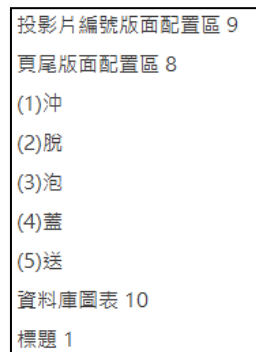 投影片編號版面配置區 9
頁尾版面配置區 8
(1)沖
(2)脫
(3)泡
(4)蓋
(5)送
資料庫圖表 10
標題 1